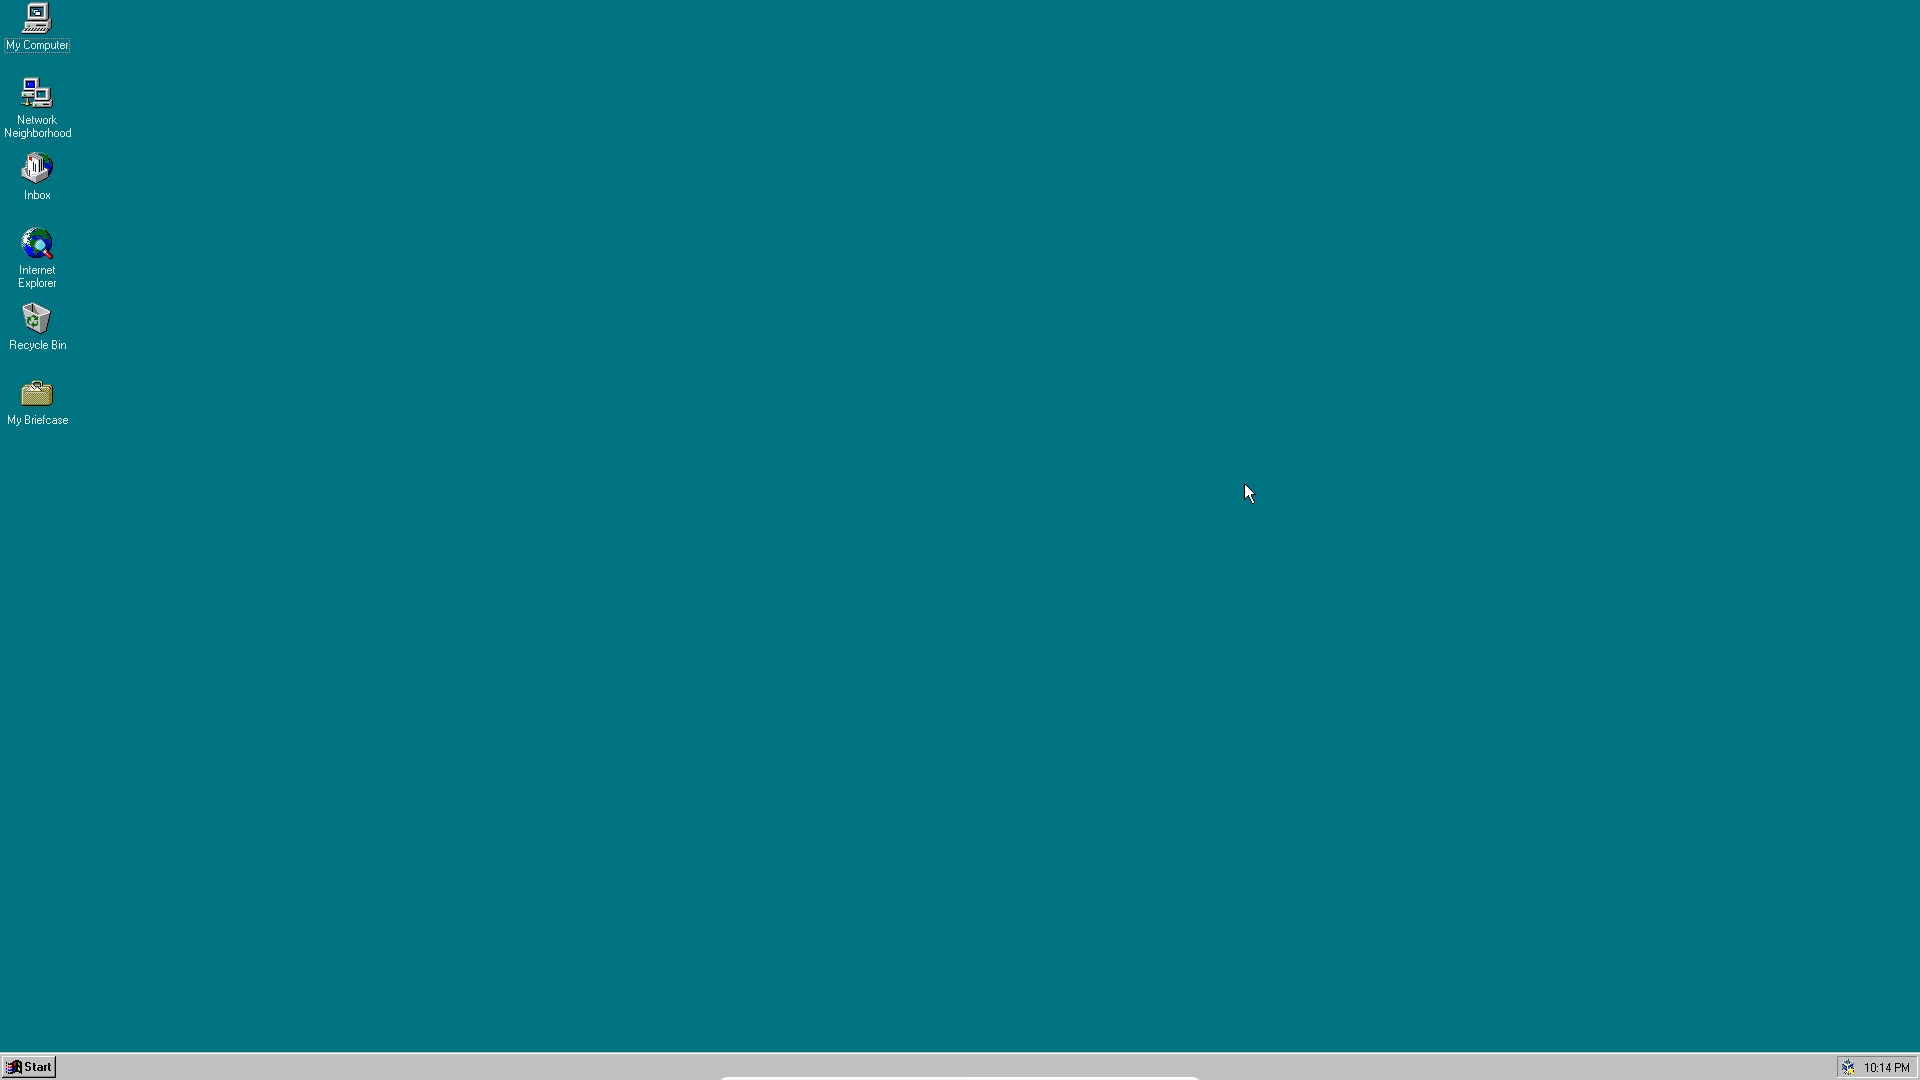 My Computer
Network
Neighborhood
Inbox
Internet
Explorer
Recycle Bin
My Briefcase
Start
10:14 PM